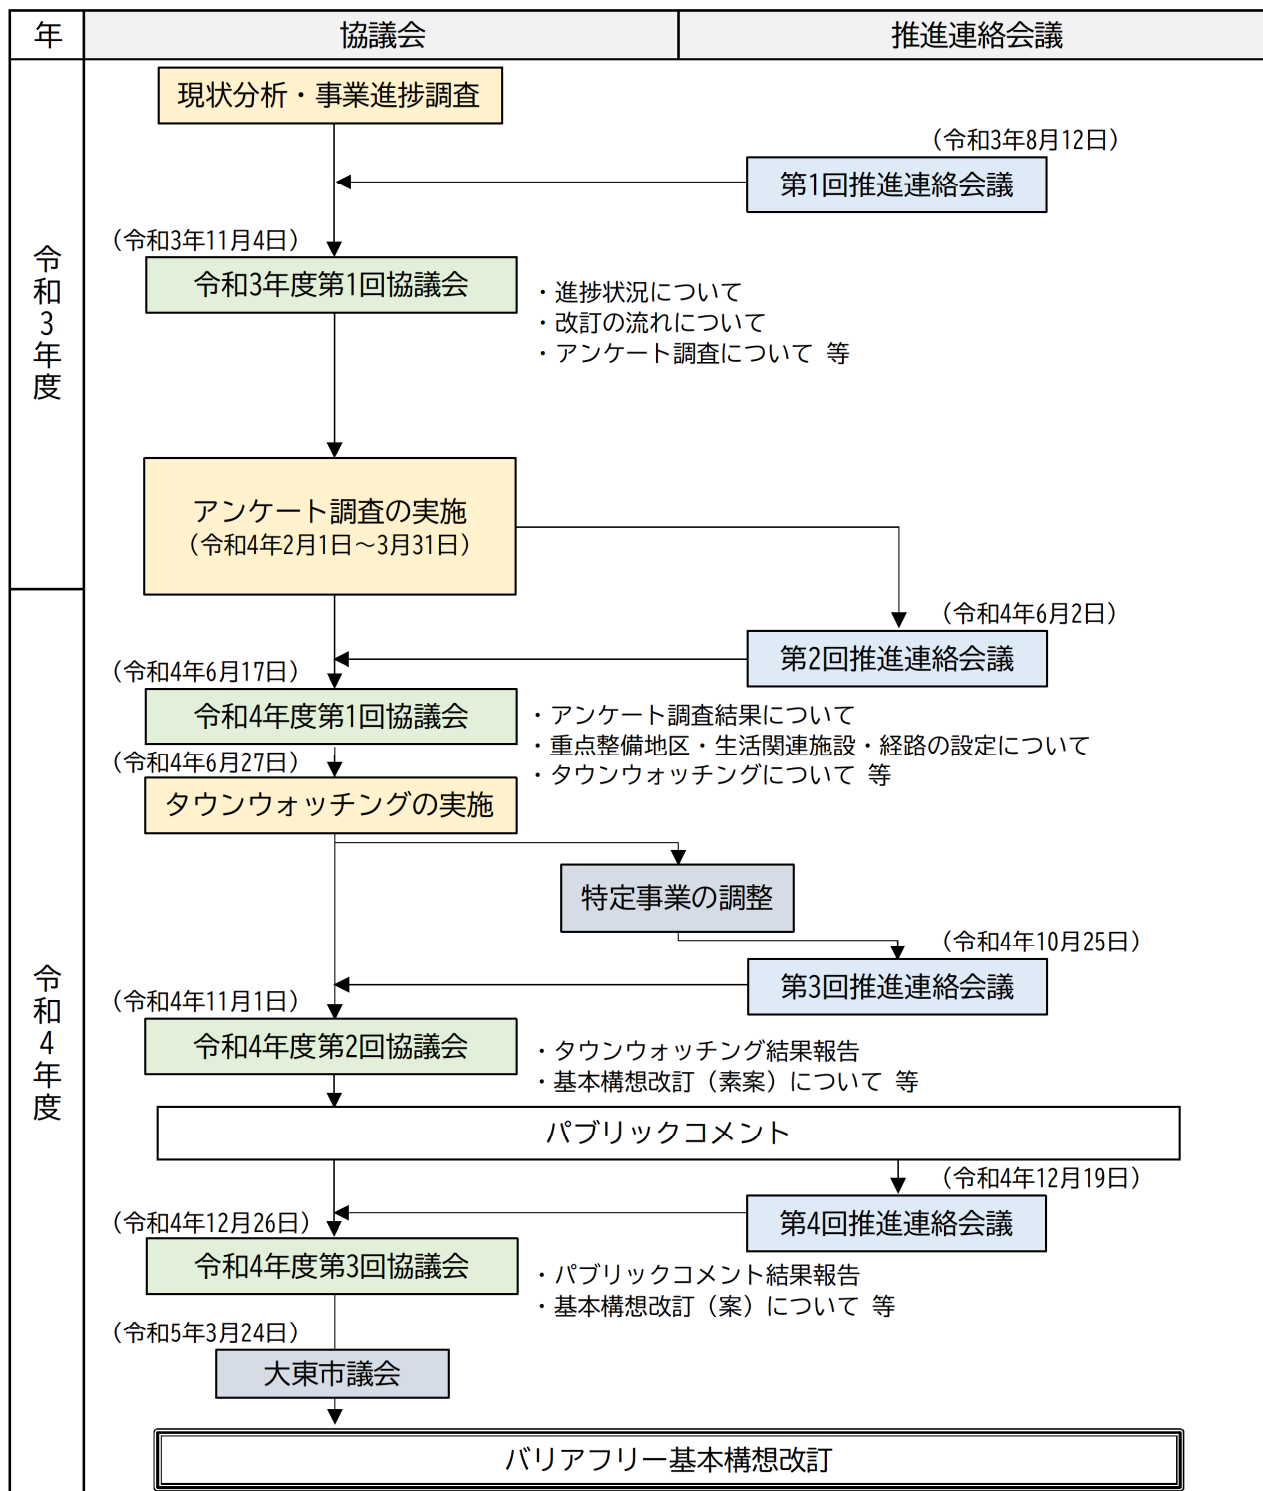 年
協議会
推進連絡会議
令和3年度
現状分析・事業進捗調査
（令和3年8月12日）
第1回推進連絡会議
（令和3年11月4日）
令和3年度第1回協議会
・進捗状況について
・改訂の流れについて
・アンケート調査について 等
アンケート調査の実施
（令和4年2月1日～3月31日）
令和4年度
（令和4年6月2日）
第2回推進連絡会議
（令和4年6月17日）
令和4年度第1回協議会
・アンケート調査結果について
・重点整備地区・生活関連施設・経路の設定について
・タウンウォッチングについて 等
（令和4年6月27日）
タウンウォッチングの実施
特定事業の調整
（令和4年10月25日）
第3回推進連絡会議
（令和4年11月1日）
令和4年度第2回協議会
・タウンウォッチング結果報告
・基本構想改訂（素案）について 等
パブリックコメント
（令和4年12月19日）
第4回推進連絡会議
（令和4年12月26日）
令和4年度第3回協議会
・パブリックコメント結果報告
・基本構想改訂（案）について 等
（令和5年3月24日）
大東市議会
バリアフリー基本構想改訂